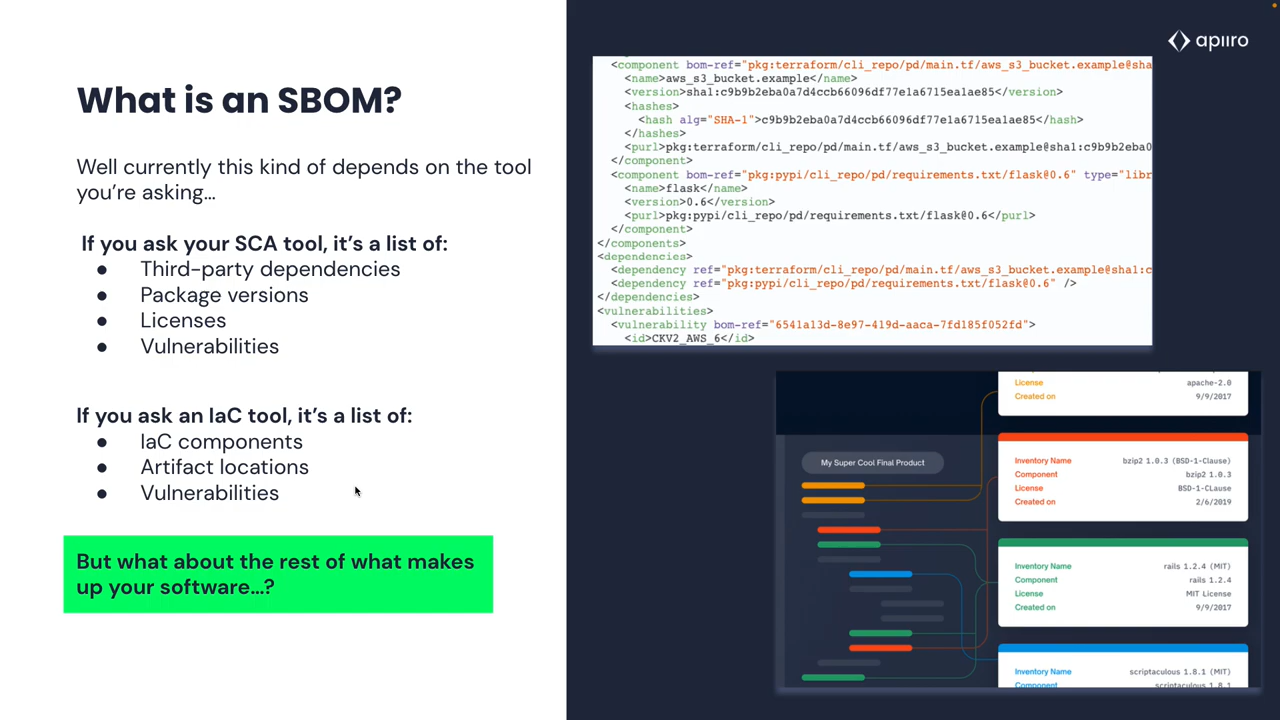 What is an SBOM?
Well currently this kind of depends on the tool
you're asking...
If you ask your SCA tool, it's a list of:
● Third-party dependencies
● Package versions
● Licenses
● Vulnerabilities
If you ask an IaC tool, it's a list of:
● IaC components
● Artifact locations
● Vulnerabilities
But what about the rest of what makes
up your software...?
apiiro
<component bom-ref="pkg:terraform/cli_repo/pd/main.tf/aws_s3_bucket.example@sha
<name>aws_s3_bucket.example</name>
<version>sha1:c9b9b2eba0a7d4ccb66096df77e1a6715ea1ae85</version>
<hashes>
<hash alg="SHA-1">c9b9b2eba0a7d4ccb66096df77e1a6715ea1ae85</hash>
</hashes>
<purl>pkg:terraform/cli_repo/pd/main.tf/aws_s3_bucket.example@sha1:c9b9b2eba0
</component>
<component bom-ref="pkg:pypi/cli_repo/pd/requirements.txt/flask@0.6" type="libr
<name>flask</name>
<version>0.6</version>
<purl>pkg:pypi/cli_repo/pd/requirements.txt/flask@0.6</purl>
</component>
</components>
<dependencies>
<dependency ref="pkg:terraform/cli_repo/pd/main.tf/aws_s3_bucket.example@sha1:c
<dependency ref="pkg:pypi/cli_repo/pd/requirements.txt/flask@0.6" />
</dependencies>
<vulnerabilities>
<vulnerability bom-ref="6541a13d-8e97-419d-aaca-7fd185f052fd">
<id>CKV2_AWS_6</id>
My Super Cool Final Product
License apache-2.0
Created on 9/9/2017
Inventory Name bzip2 1.0.3 (BSD-1-Clause)
Component bzip2 1.0.3
License BSD-1-CLause
Created on 2/6/2019
Inventory Name rails 1.2.4 (MIT)
Component rails 1.2.4
License MIT License
Created on 9/9/2017
Inventory Name scriptaculous 1.8.1 (MIT)
Component scriptaculous 1.8.1